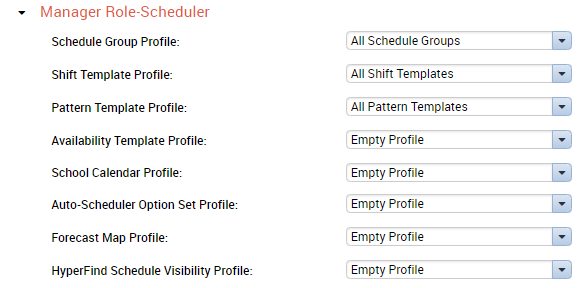 Manager Role-Scheduler
Schedule Group Profile: All Schedule Groups
Shift Template Profile: All Shift Templates
Pattern Template Profile: All Pattern Templates
Availability Template Profile: Empty Profile
School Calendar Profile: Empty Profile
Auto-Scheduler Option Set Profile: Empty Profile
Forecast Map Profile: Empty Profile
HyperFind Schedule Visibility Profile: Empty Profile